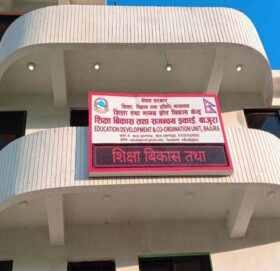 नेपाल सरकार
शिक्षा, विज्ञान तथा प्रविधि मन्त्रालय
शिक्षा तथा मानव स्रोत विकास केन्द्र
शिक्षा विकास तथा समन्वय इकाई, बाजुरा
EDUCATION DEVELOPMENT & CO-ORDINATION UNIT, BAJURA
शिक्षा विकास तथा